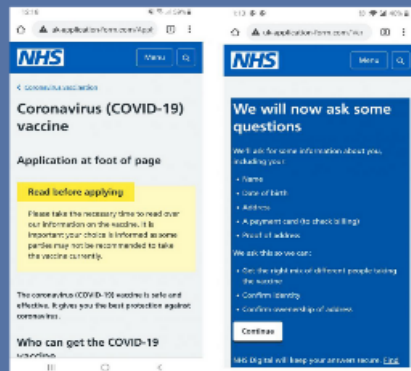 uk-application-form.com/Appl
NHS
Menu
Coronavirus vaccination
Coronavirus (COVID-19)
vaccine
Application at foot of page
Read before applying
Please take the necessary time to read over
our information on the vaccine. It is
important your choice is informed as some
parties may not be recommended to take
the vaccine currently.
The coronavirus (COVID-19) vaccine is safe and
effective. It gives you the best protection against
coronavirus.
Who can get the COVID-19
vaccine
uk-application-form.com/
NHS
Menu
We will now ask some
questions
We'll ask for some information about you,
including your:
• Name
• Date of birth
• Address
• A payment card (to check billing)
• Proof of address
We ask this so we can:
• Get the right mix of different people taking
the vaccine
• Confirm identity
• Confirm ownership of address
Continue
NHS Digital will keep your answers secure. Find